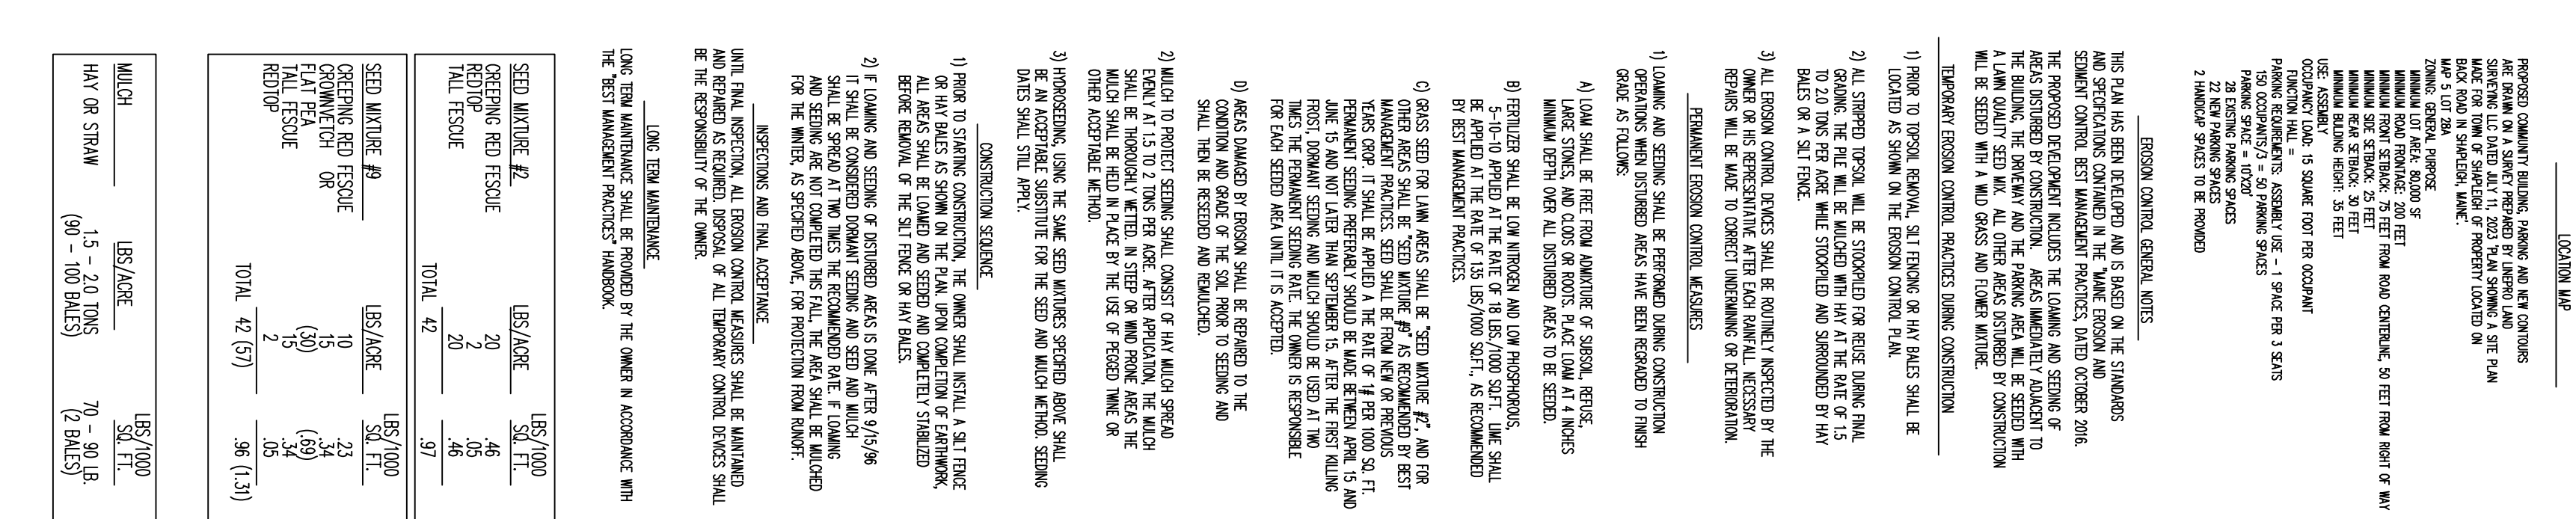 LOCATION MAP
PROPOSED COMMUNITY BUILDING, PARKING AND NEW CONTOURS
ARE DRAWN ON A SURVEY PREPARED BY LINEPRO LAND
SURVEYING LLC DATED JULY 11, 2023 "PLAN SHOWING A SITE PLAN
MADE FOR TOWN OF SHAPLEIGH OF PROPERTY LOCATED ON
BACK ROAD IN SHAPLEIGH, MAINE".
MAP 5 LOT 28A
ZONING: GENERAL PURPOSE
MINIMUM LOT AREA: 80,000 SF
MINIMUM ROAD FRONTAGE: 200 FEET
MINIMUM FRONT SETBACK: 75 FEET FROM ROAD CENTERLINE, 50 FEET FROM RIGHT OF WAY
MINIMUM SIDE SETBACK: 25 FEET
MINIMUM REAR SETBACK: 30 FEET
MINIMUM BUILDING HEIGHT: 35 FEET
USE: ASSEMBLY
OCCUPANCY LOAD: 15 SQUARE FOOT PER OCCUPANT
FUNCTION HALL =
PARKING REQUIREMENTS: ASSEMBLY USE – 1 SPACE PER 3 SEATS
150 OCCUPANTS/3 = 50 PARKING SPACES
PARKING SPACE = 10'X20'
28 EXISTING PARKING SPACES
22 NEW PARKING SPACES
2 HANDICAP SPACES TO BE PROVIDED
EROSION CONTROL GENERAL NOTES
THIS PLAN HAS BEEN DEVELOPED AND IS BASED ON THE STANDARDS
AND SPECIFICATIONS CONTAINED IN THE "MAINE EROSION AND
SEDIMENT CONTROL BEST MANAGEMENT PRACTICES, DATED OCTOBER 2016.
THE PROPOSED DEVELOPMENT INCLUDES THE LOAMING AND SEEDING OF
AREAS DISTURBED BY CONSTRUCTION. AREAS IMMEDIATELY ADJACENT TO
THE BUILDING, THE DRIVEWAY AND THE PARKING AREA WILL BE SEEDED WITH
A LAWN QUALITY SEED MIX. ALL OTHER AREAS DISTURBED BY CONSTRUCTION
WILL BE SEEDED WITH A WILD GRASS AND FLOWER MIXTURE.
TEMPORARY EROSION CONTROL PRACTICES DURING CONSTRUCTION
1) PRIOR TO TOPSOIL REMOVAL, SILT FENCING OR HAY BALES SHALL BE
LOCATED AS SHOWN ON THE EROSION CONTROL PLAN.
2) ALL STRIPPED TOPSOIL WILL BE STOCKPILED FOR REUSE DURING FINAL
GRADING. THE PILE WILL BE MULCHED WITH HAY AT THE RATE OF 1.5
TO 2.0 TONS PER ACRE WHILE STOCKPILED AND SURROUNDED BY HAY
BALES OR A SILT FENCE.
3) ALL EROSION CONTROL DEVICES SHALL BE ROUTINELY INSPECTED BY THE
OWNER OR HIS REPRESENTATIVE AFTER EACH RAINFALL. NECESSARY
REPAIRS WILL BE MADE TO CORRECT UNDERMINING OR DETERIORATION.
PERMANENT EROSION CONTROL MEASURES
1) LOAMING AND SEEDING SHALL BE PERFORMED DURING CONSTRUCTION
OPERATIONS WHEN DISTURBED AREAS HAVE BEEN REGRADED TO FINISH
GRADE AS FOLLOWS:
A) LOAM SHALL BE FREE FROM ADMIXTURE OF SUBSOIL, REFUSE,
LARGE STONES, AND CLODS OR ROOTS. PLACE LOAM AT 4 INCHES
MINIMUM DEPTH OVER ALL DISTURBED AREAS TO BE SEEDED.
B) FERTILIZER SHALL BE LOW NITROGEN AND LOW PHOSPHOROUS,
5–10–10 APPLIED AT THE RATE OF 18 LBS./1000 SQ.FT. LIME SHALL
BE APPLIED AT THE RATE OF 135 LBS/1000 SQ.FT., AS RECOMMENDED
BY BEST MANAGEMENT PRACTICES.
C) GRASS SEED FOR LAWN AREAS SHALL BE "SEED MIXTURE #2", AND FOR
OTHER AREAS SHALL BE "SEED MIXTURE #9" AS RECOMMENDED BY BEST
MANAGEMENT PRACTICES. SEED SHALL BE FROM NEW OR PREVIOUS
YEARS CROP. IT SHALL BE APPLIED A THE RATE OF 1# PER 1000 SQ. FT.
PERMANENT SEEDING PREFERABLY SHOULD BE MADE BETWEEN APRIL 15 AND
JUNE 15 AND NOT LATER THAN SEPTEMBER 15. AFTER THE FIRST KILLING
FROST, DORMANT SEEDING AND MULCH SHOULD BE USED AT TWO
TIMES THE PERMANENT SEEDING RATE. THE OWNER IS RESPONSIBLE
FOR EACH SEEDED AREA UNTIL IT IS ACCEPTED.
D) AREAS DAMAGED BY EROSION SHALL BE REPAIRED TO THE
CONDITION AND GRADE OF THE SOIL PRIOR TO SEEDING AND
SHALL THEN BE RESEEDED AND REMULCHED.
2) MULCH TO PROTECT SEEDING SHALL CONSIST OF HAY MULCH SPREAD
EVENLY AT 1.5 TO 2 TONS PER ACRE. AFTER APPLICATION, THE MULCH
SHALL BE THOROUGHLY WETTED. IN STEEP OR WIND PRONE AREAS THE
MULCH SHALL BE HELD IN PLACE BY THE USE OF PEGGED TWINE OR
OTHER ACCEPTABLE METHOD.
3) HYDROSEEDING, USING THE SAME SEED MIXTURES SPECIFIED ABOVE SHALL
BE AN ACCEPTABLE SUBSTITUTE FOR THE SEED AND MULCH METHOD. SEEDING
DATES SHALL STILL APPLY.
CONSTRUCTION SEQUENCE
1) PRIOR TO STARTING CONSTRUCTION, THE OWNER SHALL INSTALL A SILT FENCE
OR HAY BALES AS SHOWN ON THE PLAN. UPON COMPLETION OF EARTHWORK,
ALL AREAS SHALL BE LOAMED AND SEEDED AND COMPLETELY STABILIZED
BEFORE REMOVAL OF THE SILT FENCE OR HAY BALES.
2) IF LOAMING AND SEEDING OF DISTURBED AREAS IS DONE AFTER 9/15/96
IT SHALL BE CONSIDERED DORMANT SEEDING AND SEED AND MULCH
SHALL BE SPREAD AT TWO TIMES THE RECOMMENDED RATE. IF LOAMING
AND SEEDING ARE NOT COMPLETED THIS FALL, THE AREA SHALL BE MULCHED
FOR THE WINTER, AS SPECIFIED ABOVE, FOR PROTECTION FROM RUNOFF.
INSPECTIONS AND FINAL ACCEPTANCE
UNTIL FINAL INSPECTION, ALL EROSION CONTROL MEASURES SHALL BE MAINTAINED
AND REPAIRED AS REQUIRED. DISPOSAL OF ALL TEMPORARY CONTROL DEVICES SHALL
BE THE RESPONSIBILITY OF THE OWNER.
LONG TERM MAINTENANCE
LONG TERM MAINTENANCE SHALL BE PROVIDED BY THE OWNER IN ACCORDANCE WITH
THE "BEST MANAGEMENT PRACTICES" HANDBOOK.
LBS/1000
SEED MIXTURE #2 LBS/ACRE SQ. FT.
CREEPING RED FESCUE 20 .46
REDTOP 2 .05
TALL FESCUE 20 .46
TOTAL 42 .97
LBS/1000
SEED MIXTURE #9 LBS/ACRE SQ. FT.
CREEPING RED FESCUE 10 .23
CROWNVETCH OR 15 .34
FLAT PEA (30) (.69)
TALL FESCUE 15 .34
REDTOP 2 .05
TOTAL 42 (57) .96 (1.31)
LBS/1000
MULCH LBS/ACRE SQ. FT.
HAY OR STRAW 1.5 – 2.0 TONS 70 – 90 LB.
(90 – 100 BALES) (2 BALES)